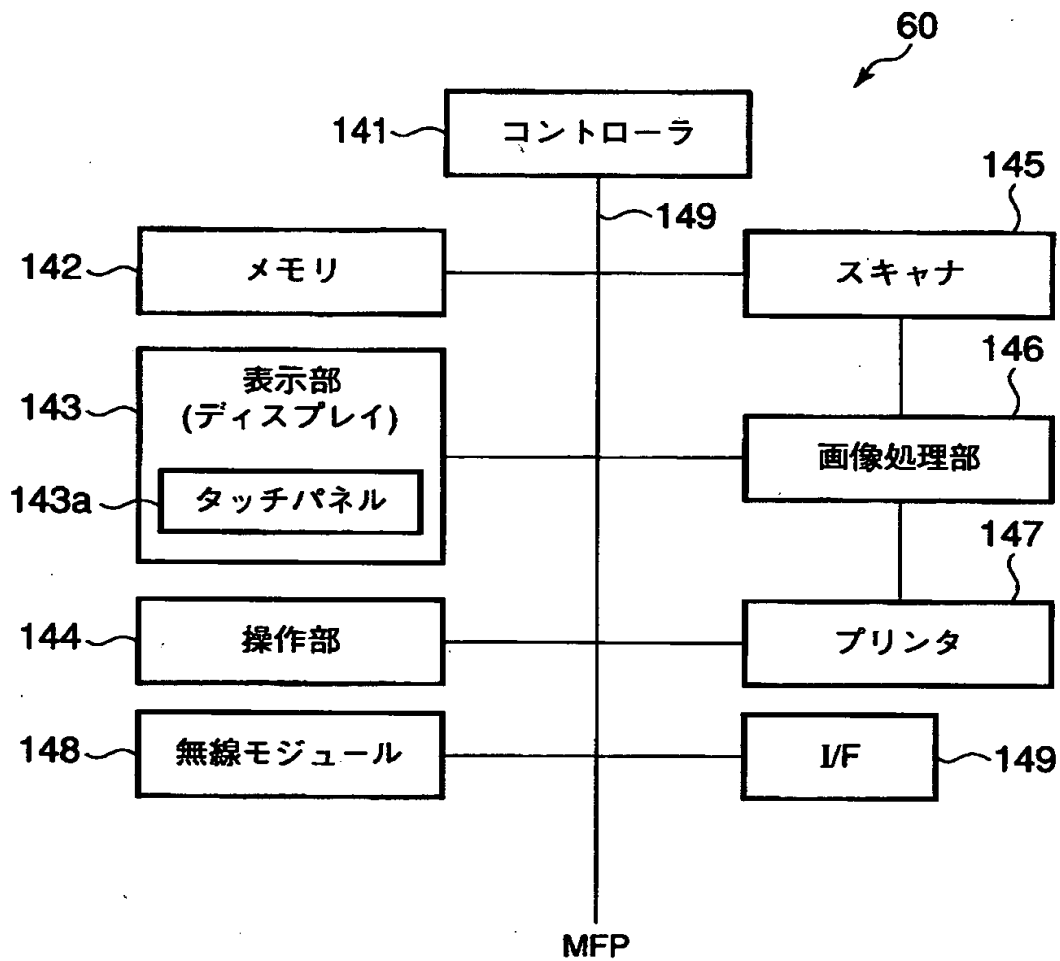 60
141
コントローラ
149
145
142
メモリ
スキャナ
146
143
表示部
(ディスプレイ)
画像処理部
143a
タッチパネル
147
144
操作部
プリンタ
148
無線モジュール
I/F
149
MFP